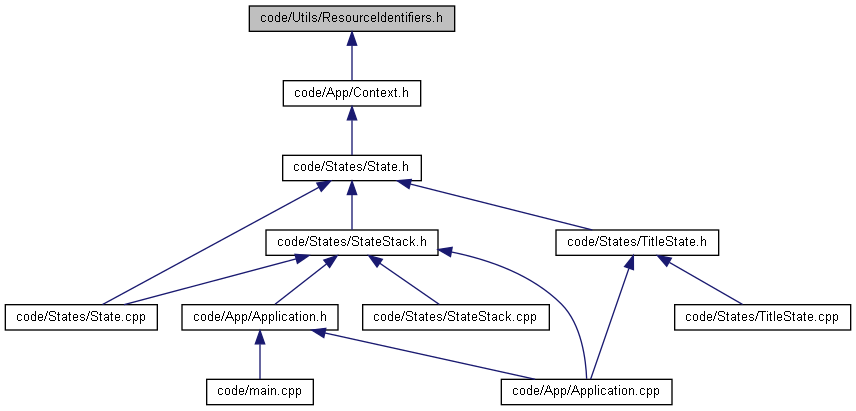 code/Utils/ResourceIdentifiers.h
code/App/Context.h
code/States/State.h
code/States/StateStack.h
code/States/TitleState.h
code/States/State.cpp
code/App/Application.h
code/States/StateStack.cpp
code/States/TitleState.cpp
code/main.cpp
code/App/Application.cpp